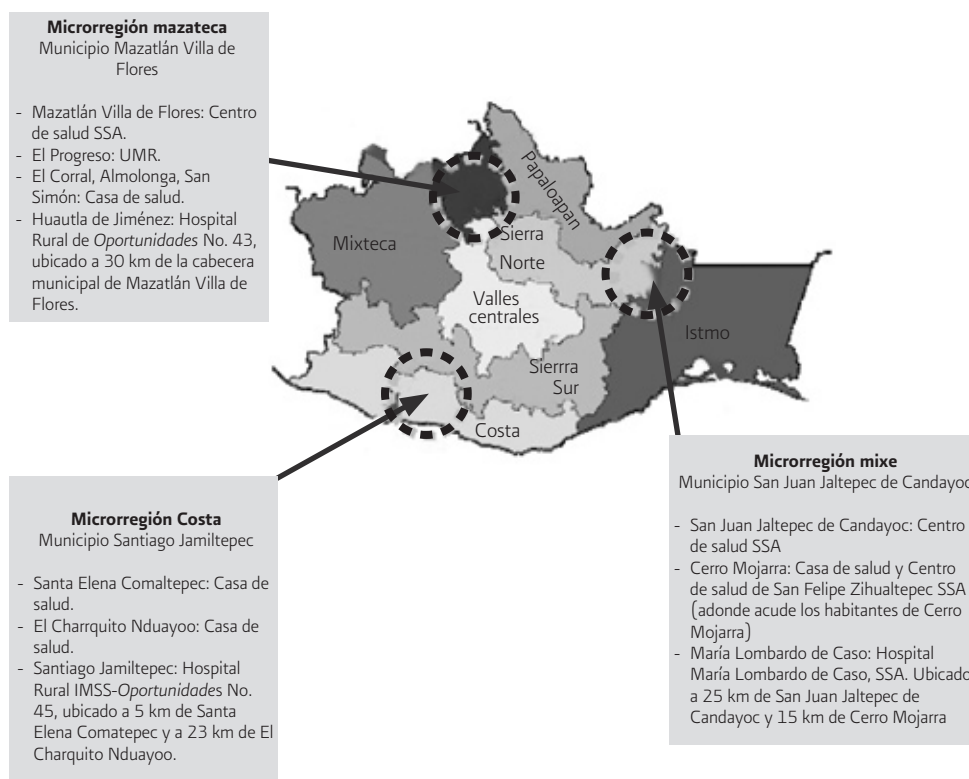 Microrregión mazateca
Municipio Mazatlán Villa de
Flores
- Mazatlán Villa de Flores: Centro
de salud SSA.
- El Progreso: UMR.
- El Corral, Almolonga, San
Simón: Casa de salud.
- Huautla de Jiménez: Hospital
Rural de Oportunidades No. 43,
ubicado a 30 km de la cabecera
municipal de Mazatlán Villa de
Flores.
Papaloapan
Mixteca
Sierra
Norte
Valles
centrales
Istmo
Sierrra
Sur
Costa
Microrregión Costa
Municipio Santiago Jamiltepec
- Santa Elena Comaltepec: Casa de
salud.
- El Charrquito Nduayoo: Casa de
salud.
- Santiago Jamiltepec: Hospital
Rural IMSS-Oportunidades No.
45, ubicado a 5 km de Santa
Elena Comatepec y a 23 km de El
Charquito Nduayoo.
Microrregión mixe
Municipio San Juan Jaltepec de Candayoc
- San Juan Jaltepec de Candayoc: Centro
de salud SSA
- Cerro Mojarra: Casa de salud y Centro
de salud de San Felipe Zihualtepec SSA
(adonde acude los habitantes de Cerro
Mojarra)
- María Lombardo de Caso: Hospital
María Lombardo de Caso, SSA. Ubicado
a 25 km de San Juan Jaltepec de
Candayoc y 15 km de Cerro Mojarra